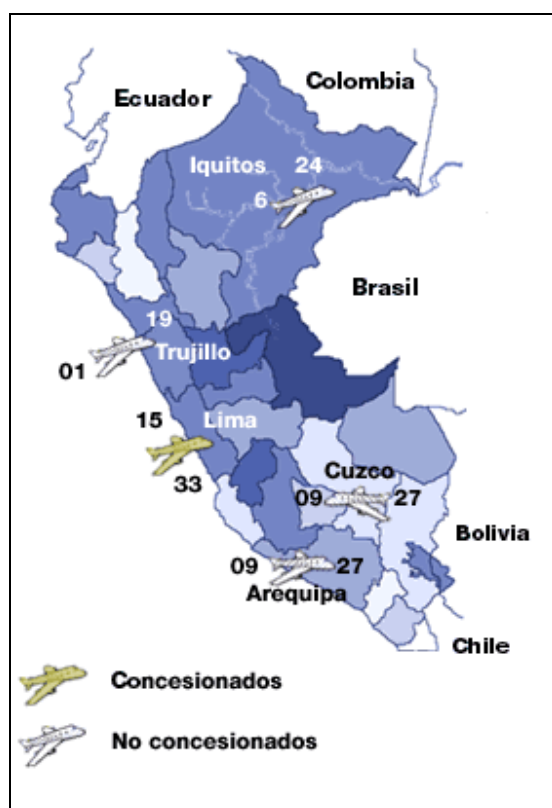 Colombia
Ecuador
Iquitos 24
6
Brasil
19
Trujillo
01
15
Lima
33
Cuzco
09 27
Bolivia
09 27
Arequipa
Chile
Concesionados
No concesionados